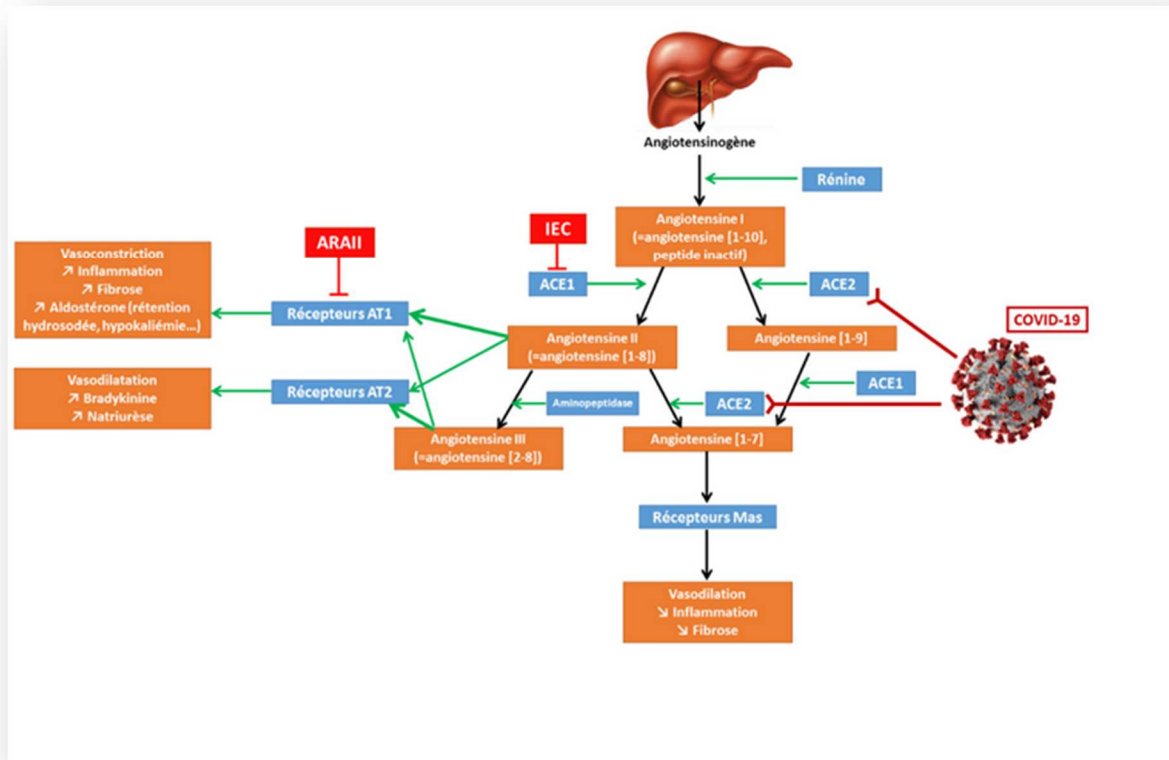 Angiotensinogène
Rénine
Angiotensine I
(=angiotensine [1-10],
peptide inactif)
IEC
ARAII
ACE1
ACE2
Vasoconstriction
↗ Inflammation
↗ Fibrose
↗ Aldostérone (rétention
hydrosodée, hypokaliémie...)
Récepteurs AT1
COVID-19
Angiotensine II
(=angiotensine [1-8])
Angiotensine [1-9]
Vasodilatation
↗ Bradykinine
↗ Natriurèse
Récepteurs AT2
Aminopeptidase
ACE2
ACE1
Angiotensine III
(=angiotensine [2-8])
Angiotensine [1-7]
Récepteurs Mas
Vasodilation
↘ Inflammation
↘ Fibrose